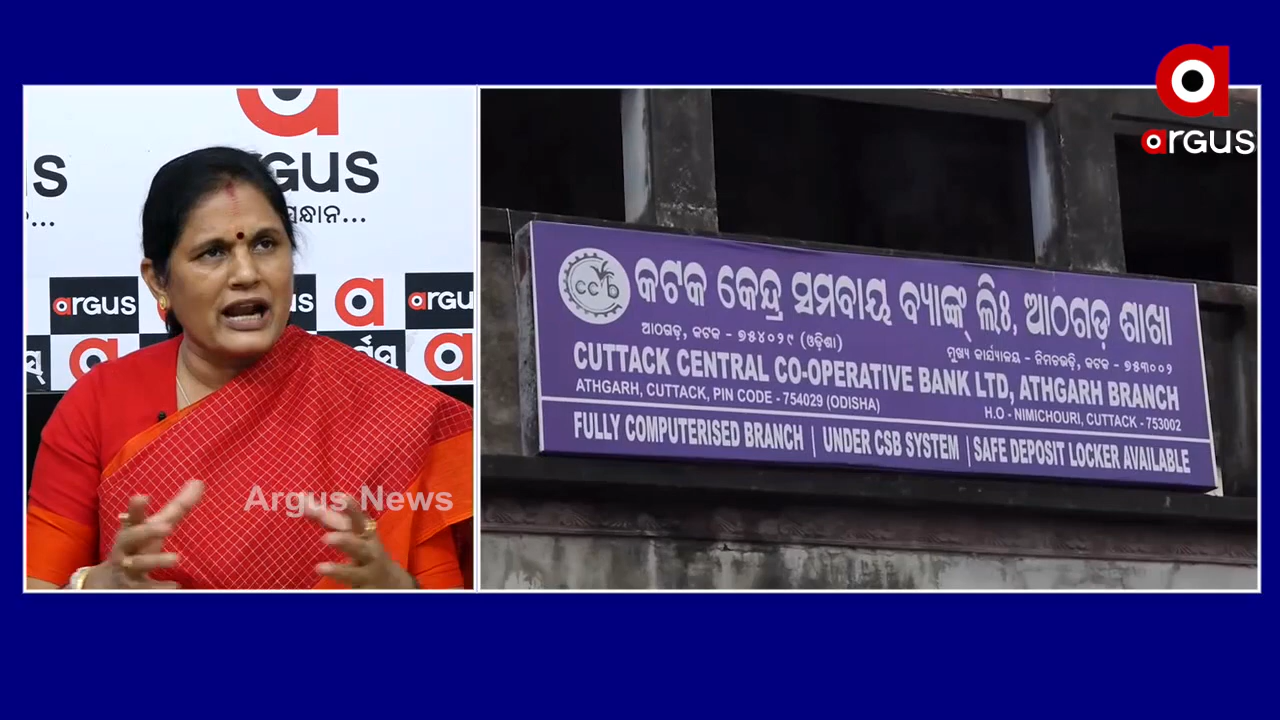 argus
argus
ସନ୍ଧାନ...
us
argus
argus
Argus News
ccb
କଟକ କେନ୍ଦ୍ର ସମବାୟ ବ୍ୟାଙ୍କ ଲିଃ, ଆଠଗଡ଼ ଶାଖା
ଆଠଗଡ଼, କଟକ - ୭୫୪୦୨୯ (ଓଡ଼ିଶା)
ମୁଖ୍ୟ କାର୍ଯ୍ୟାଳୟ - ନିମଚଉଡ଼ି, କଟକ - ୭୫୩୦୦୨
CUTTACK CENTRAL CO-OPERATIVE BANK LTD, ATHGARH BRANCH
ATHGARH, CUTTACK, PIN CODE - 754029 (ODISHA)
H.O - NIMICHOURI, CUTTACK - 753002
FULLY COMPUTERISED BRANCH | UNDER CSB SYSTEM | SAFE DEPOSIT LOCKER AVAILABLE